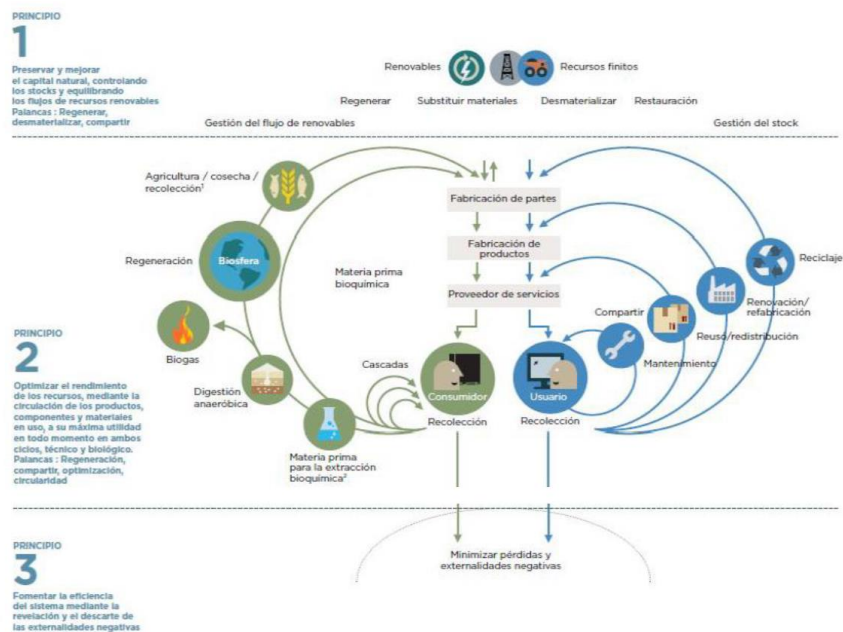 PRINCIPIO
1
Preservar y mejorar
el capital natural, controlando
los stocks y equilibrando
los flujos de recursos renovables
Palancas : Regenerar,
desmaterializar, compartir
Renovables
Recursos finitos
Regenerar
Substituir materiales
Desmaterializar
Restauración
Gestión del flujo de renovables
Gestión del stock
Agricultura / cosecha /
recolección¹
Regeneración
Biosfera
Biogas
Digestión
anaeróbica
Materia prima
para la extracción
bioquímica²
Materia prima
bioquímica
Cascadas
Fabricación de partes
Fabricación de
productos
Proveedor de servicios
Consumidor
Recolección
Usuario
Recolección
Compartir
Mantenimiento
Reuso/redistribución
Renovación/
refabricación
Reciclaje
PRINCIPIO
2
Optimizar el rendimiento
de los recursos, mediante la
circulación de los productos,
componentes y materiales
en uso, a su máxima utilidad
en todo momento en ambos
ciclos, técnico y biológico.
Palancas : Regeneración,
compartir, optimización,
circularidad
Minimizar pérdidas y
externalidades negativas
PRINCIPIO
3
Fomentar la eficiencia
del sistema mediante la
revelación y el descarte de
las externalidades negativas